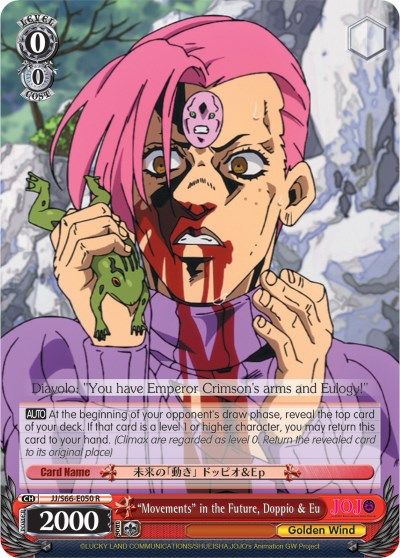 LEVEL
0
0
COST
Diavolo: "You have Emperor Crimson's arms and Eulogy!"
AUTO At the beginning of your opponent's draw phase, reveal the top card
of your deck. If that card is a level 1 or higher character, you may return this
card to your hand. (Climax are regarded as level 0. Return the revealed card
to its original place)
Card Name 未来の「動き」ドッピオ&Ep
CH JJ/S66-E050 R
POWER 2000
"Movements" in the Future, Doppio & Eu JOJO
Golden Wind
©LUCKY LAND COMMUNICATIONS/SHUEISHA,JOJO's Animation GW Project